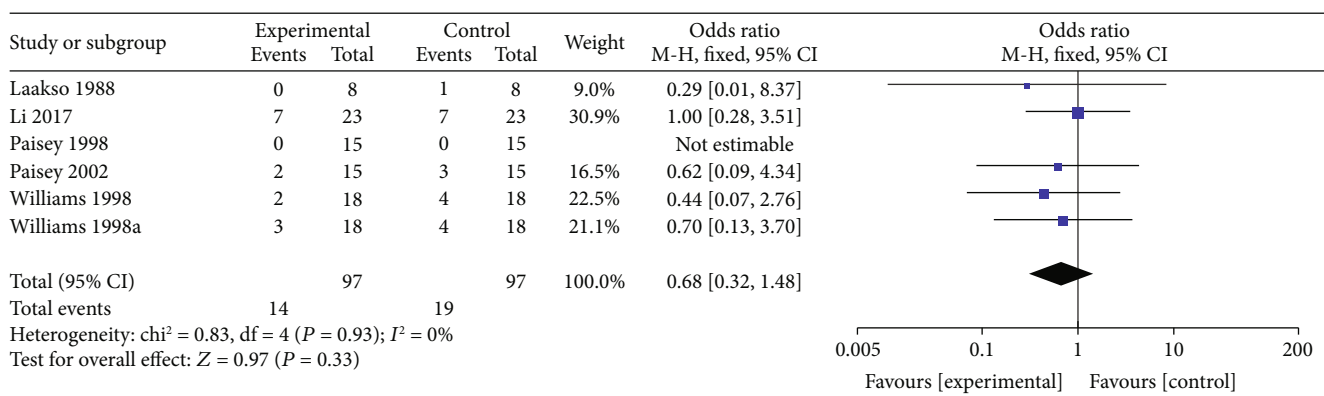 Study or subgroup Experimental Control Weight Odds ratio Odds ratio
Events Total Events Total M-H, fixed, 95% CI M-H, fixed, 95% CI
Laakso 1988 0 8 1 8 9.0% 0.29 [0.01, 8.37]
Li 2017 7 23 7 23 30.9% 1.00 [0.28, 3.51]
Paisey 1998 0 15 0 15 Not estimable
Paisey 2002 2 15 3 15 16.5% 0.62 [0.09, 4.34]
Williams 1998 2 18 4 18 22.5% 0.44 [0.07, 2.76]
Williams 1998a 3 18 4 18 21.1% 0.70 [0.13, 3.70]
Total (95% CI) 97 97 100.0% 0.68 [0.32, 1.48]
Total events 14 19
Heterogeneity: chi² = 0.83, df = 4 (P = 0.93); I² = 0%
Test for overall effect: Z = 0.97 (P = 0.33)
0.005 0.1 1 10 200
Favours [experimental] Favours [control]